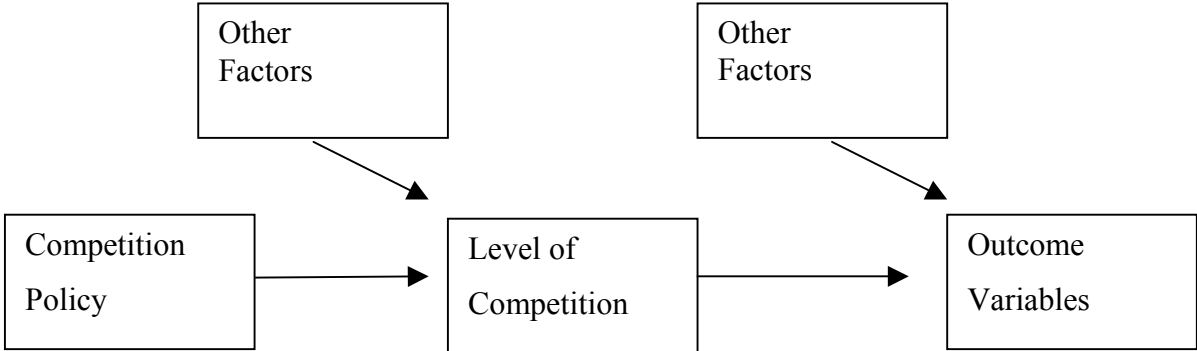 Other
Factors
Other
Factors
Competition
Policy
Level of
Competition
Outcome
Variables